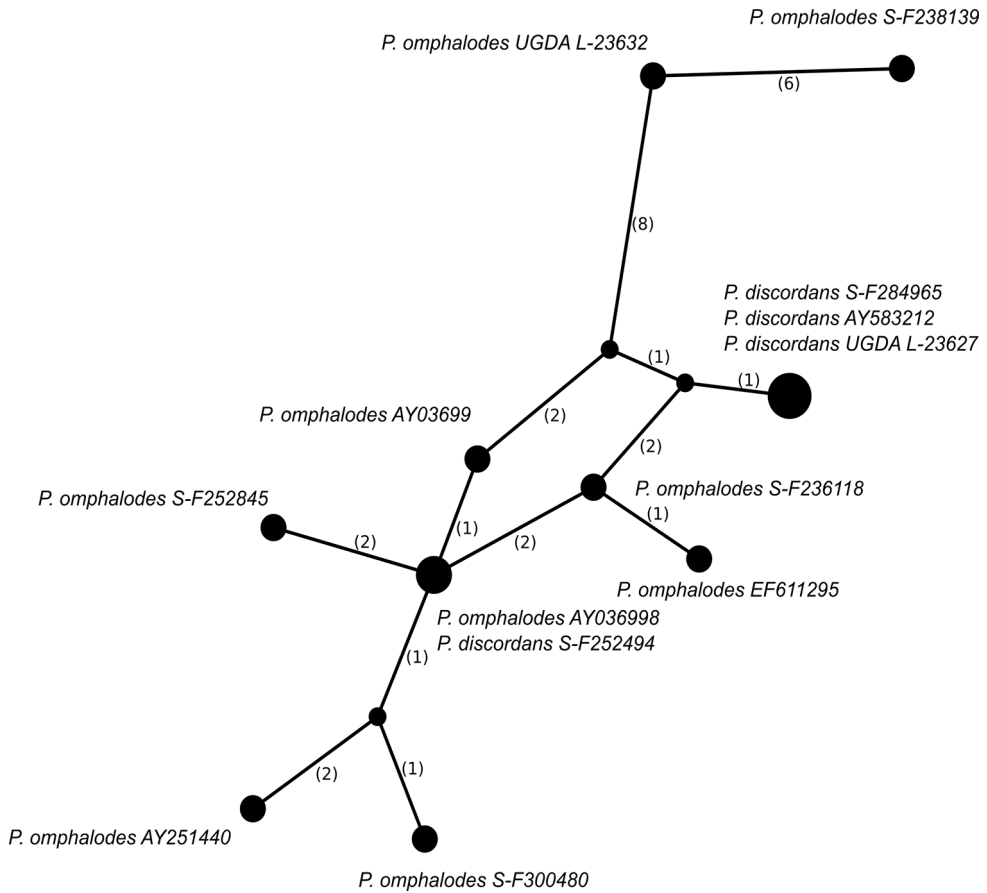 P. omphalodes S-F238139
P. omphalodes UGDA L-23632
(6)
(8)
P. discordans S-F284965
P. discordans AY583212
P. discordans UGDA L-23627
(1)
(1)
P. omphalodes AY03699
(2)
(2)
P. omphalodes S-F252845
P. omphalodes S-F236118
(1)
(1)
(2)
(2)
P. omphalodes EF611295
P. omphalodes AY036998
P. discordans S-F252494
(1)
(2)
(1)
P. omphalodes AY251440
P. omphalodes S-F300480